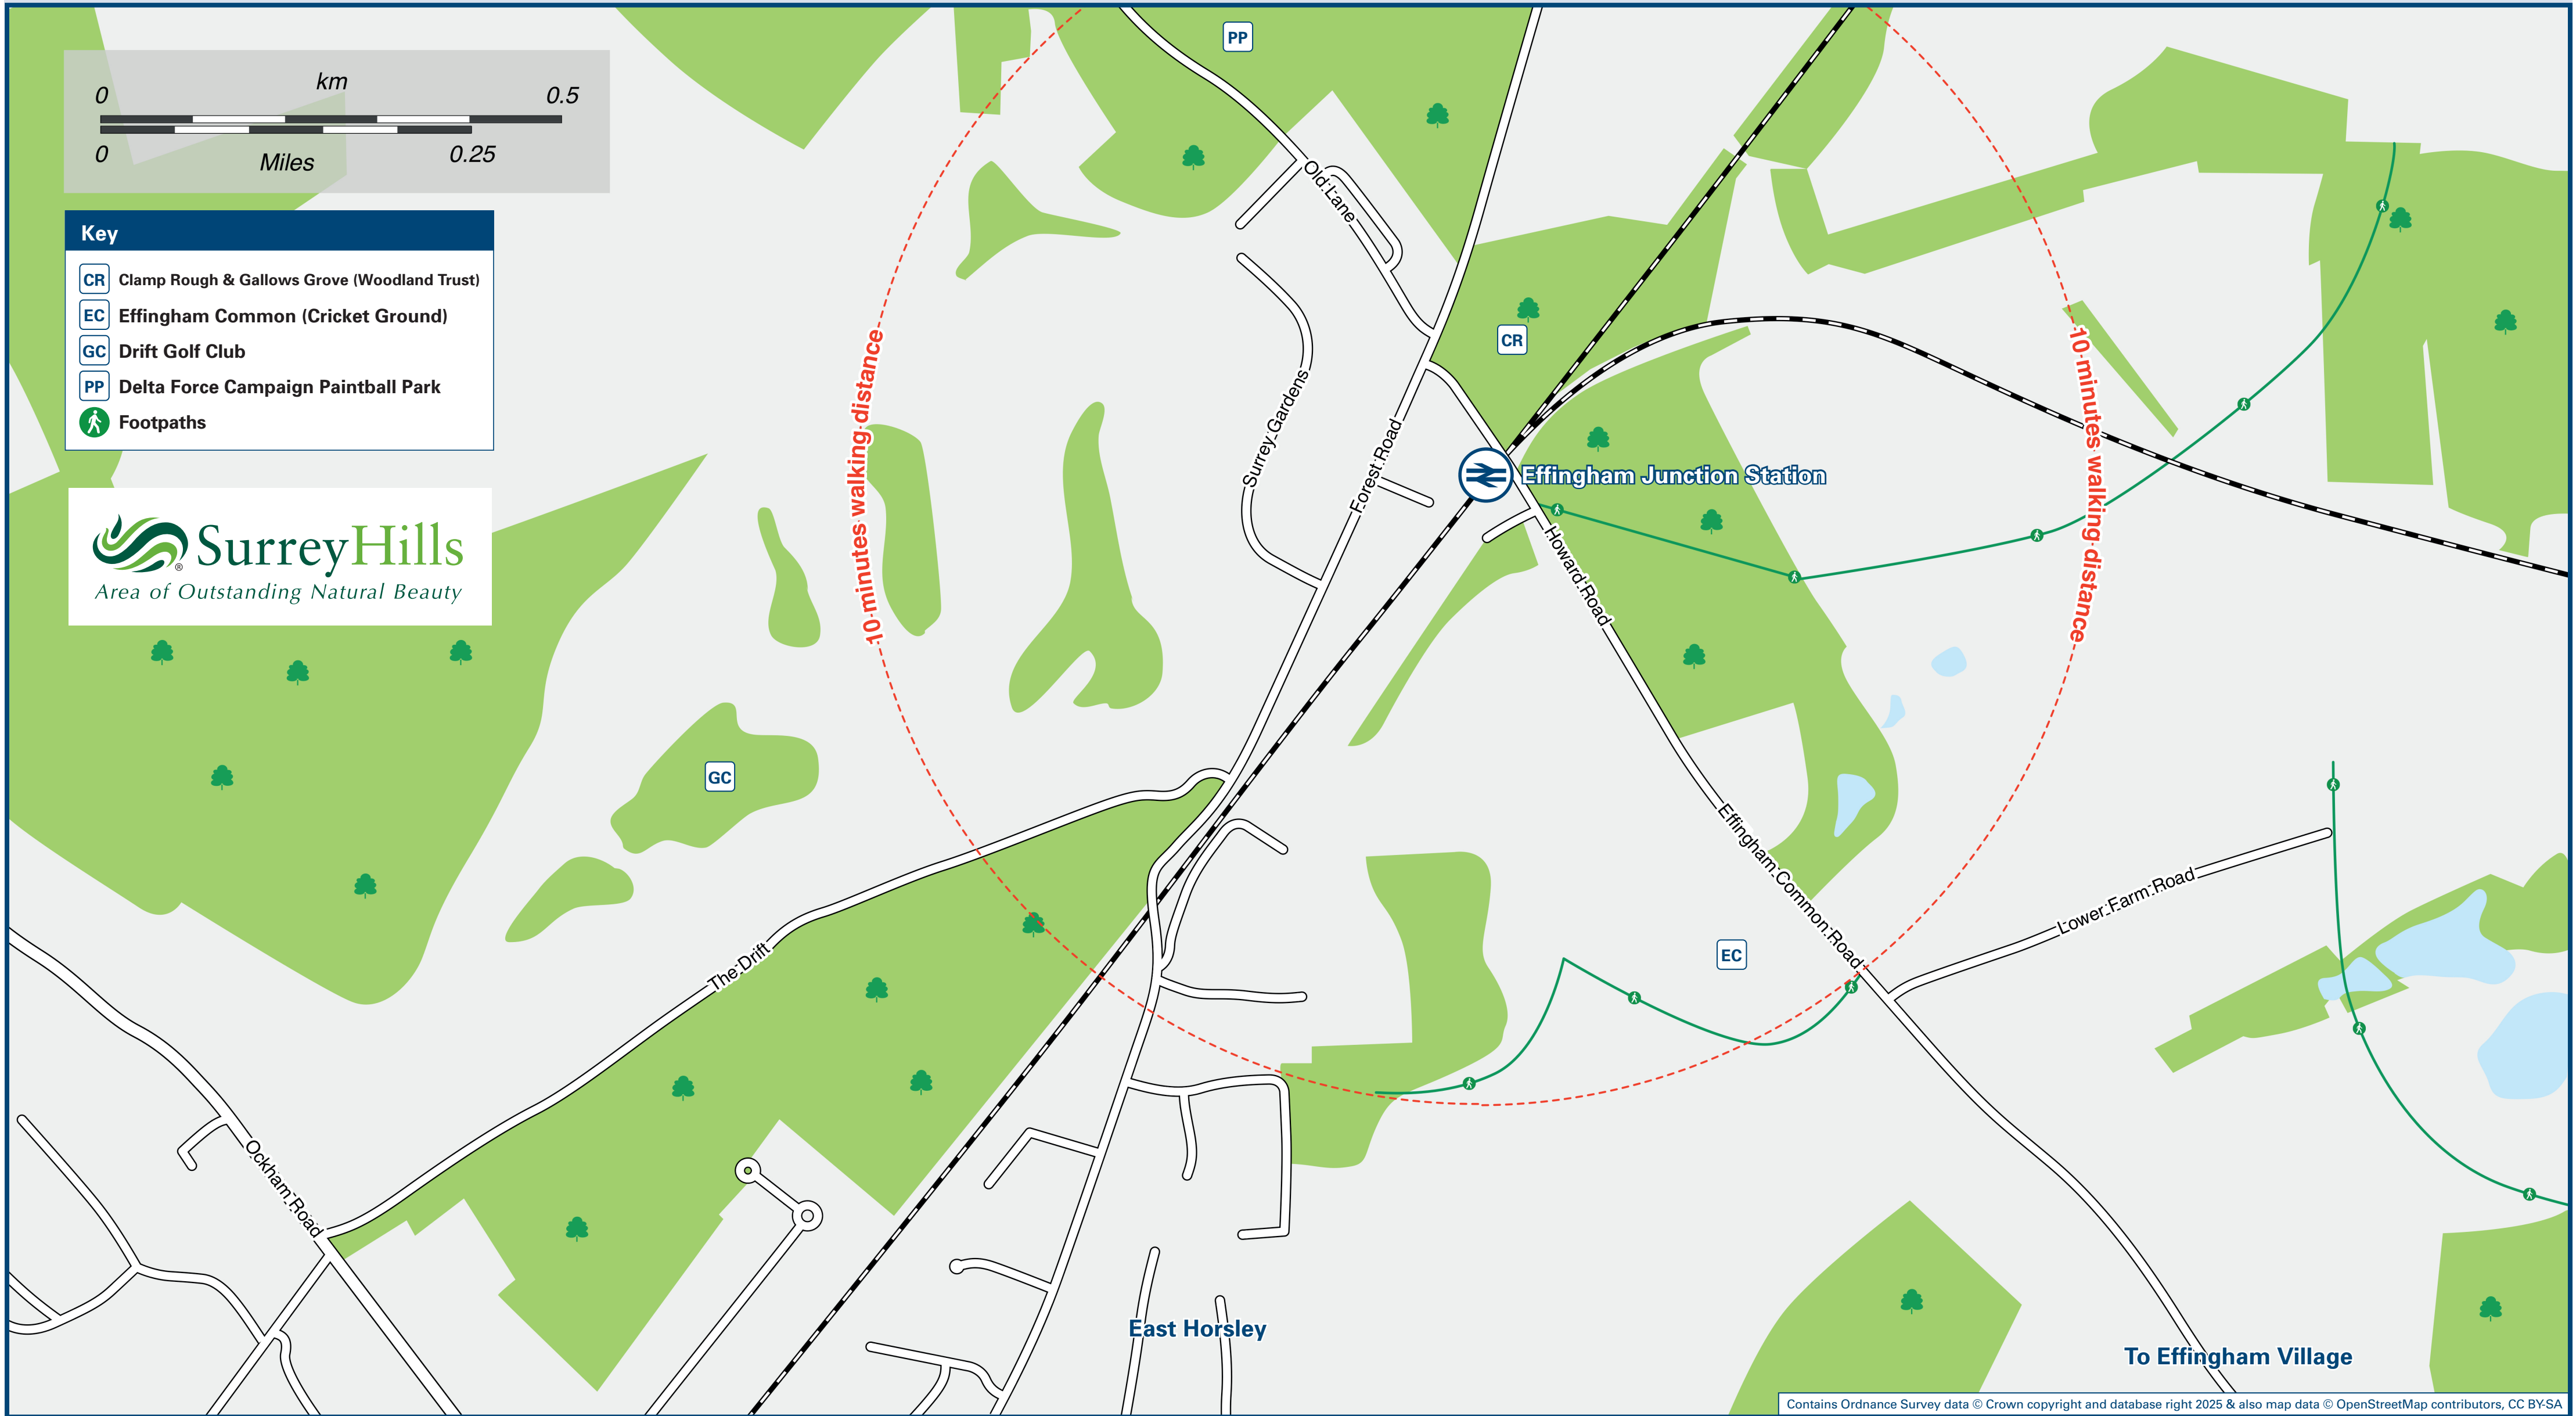 km
0 0.5
0 0.25
Miles
Key
CR Clamp Rough & Gallows Grove (Woodland Trust)
EC Effingham Common (Cricket Ground)
GC Drift Golf Club
PP Delta Force Campaign Paintball Park
Footpaths
SurreyHills®
Area of Outstanding Natural Beauty
PP
Old Lane
CR
10 minutes walking distance
10 minutes walking distance
Surrey Gardens
Forest Road
Effingham Junction Station
Howard Road
GC
Effingham Common Road
Lower Farm Road
The Drift
EC
Ockham Road
East Horsley
To Effingham Village
Contains Ordnance Survey data © Crown copyright and database right 2025 & also map data © OpenStreetMap contributors, CC BY-SA